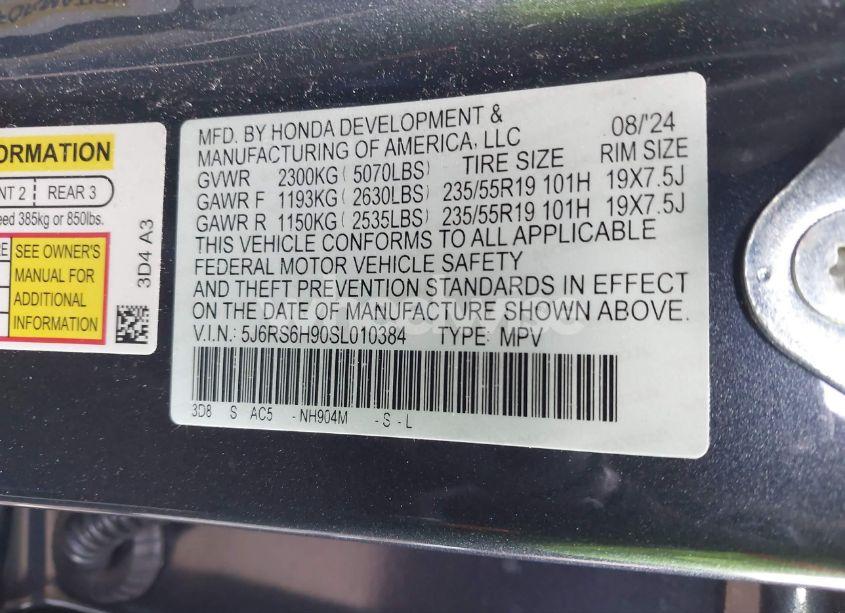 ORMATION
NT 2 REAR 3
eed 385kg or 850lbs.
RE
SEE OWNER'S
MANUAL FOR
ADDITIONAL
INFORMATION
3D4 A3
MFD. BY HONDA DEVELOPMENT &
MANUFACTURING OF AMERICA, LLC 08/'24
GVWR 2300KG ( 5070LBS) TIRE SIZE RIM SIZE
GAWR F 1193KG ( 2630LBS) 235/55R19 101H 19X7.5J
GAWR R 1150KG ( 2535LBS) 235/55R19 101H 19X7.5J
THIS VEHICLE CONFORMS TO ALL APPLICABLE
FEDERAL MOTOR VEHICLE SAFETY
AND THEFT PREVENTION STANDARDS IN EFFECT
ON THE DATE OF MANUFACTURE SHOWN ABOVE.
V.I.N.: 5J6RS6H90SL010384 TYPE: MPV
3D8 S AC5 -NH904M -S-L